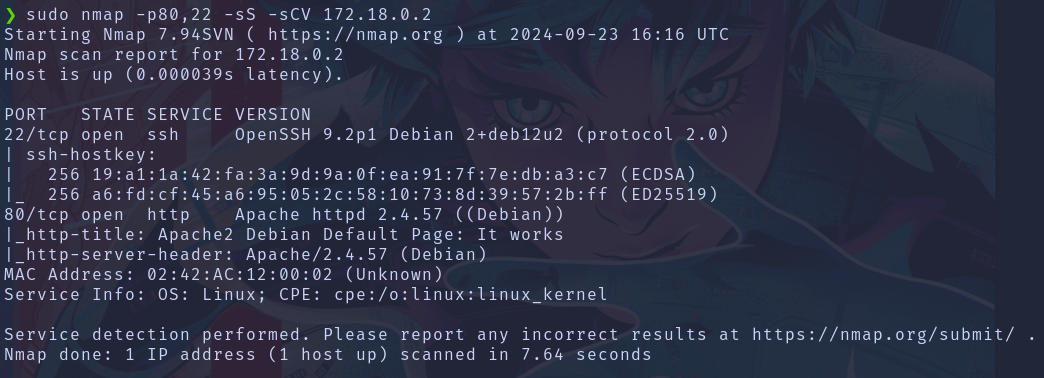 ❯ sudo nmap -p80,22 -sS -sCV 172.18.0.2
Starting Nmap 7.94SVN ( https://nmap.org ) at 2024-09-23 16:16 UTC
Nmap scan report for 172.18.0.2
Host is up (0.000039s latency).

PORT   STATE SERVICE VERSION
22/tcp open  ssh     OpenSSH 9.2p1 Debian 2+deb12u2 (protocol 2.0)
| ssh-hostkey:
|   256 19:a1:1a:42:fa:3a:9d:9a:0f:ea:91:7f:7e:db:a3:c7 (ECDSA)
|_  256 a6:fd:cf:45:a6:95:05:2c:58:10:73:8d:39:57:2b:ff (ED25519)
80/tcp open  http    Apache httpd 2.4.57 ((Debian))
|_http-title: Apache2 Debian Default Page: It works
|_http-server-header: Apache/2.4.57 (Debian)
MAC Address: 02:42:AC:12:00:02 (Unknown)
Service Info: OS: Linux; CPE: cpe:/o:linux:linux_kernel

Service detection performed. Please report any incorrect results at https://nmap.org/submit/ .
Nmap done: 1 IP address (1 host up) scanned in 7.64 seconds